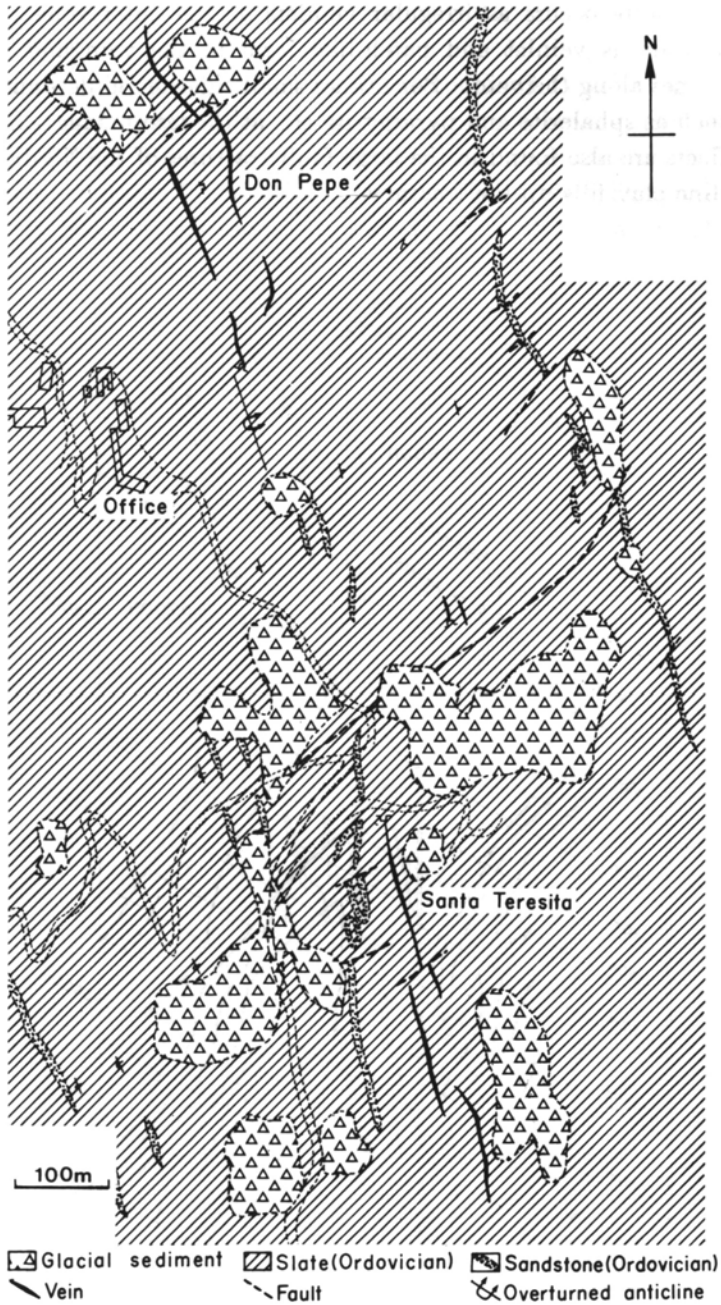 N
Don Pepe
Office
Santa Teresita
100m
Glacial sediment
Slate(Ordovician)
Sandstone(Ordovician)
Vein
Fault
Overturned anticline